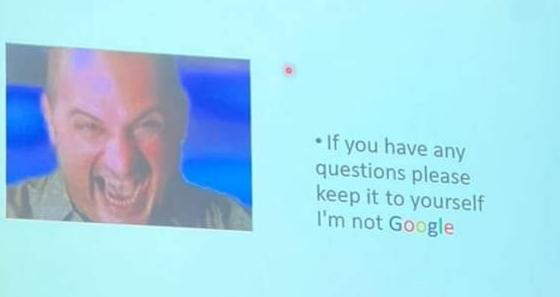 • If you have any
questions please
keep it to yourself
I'm not Google